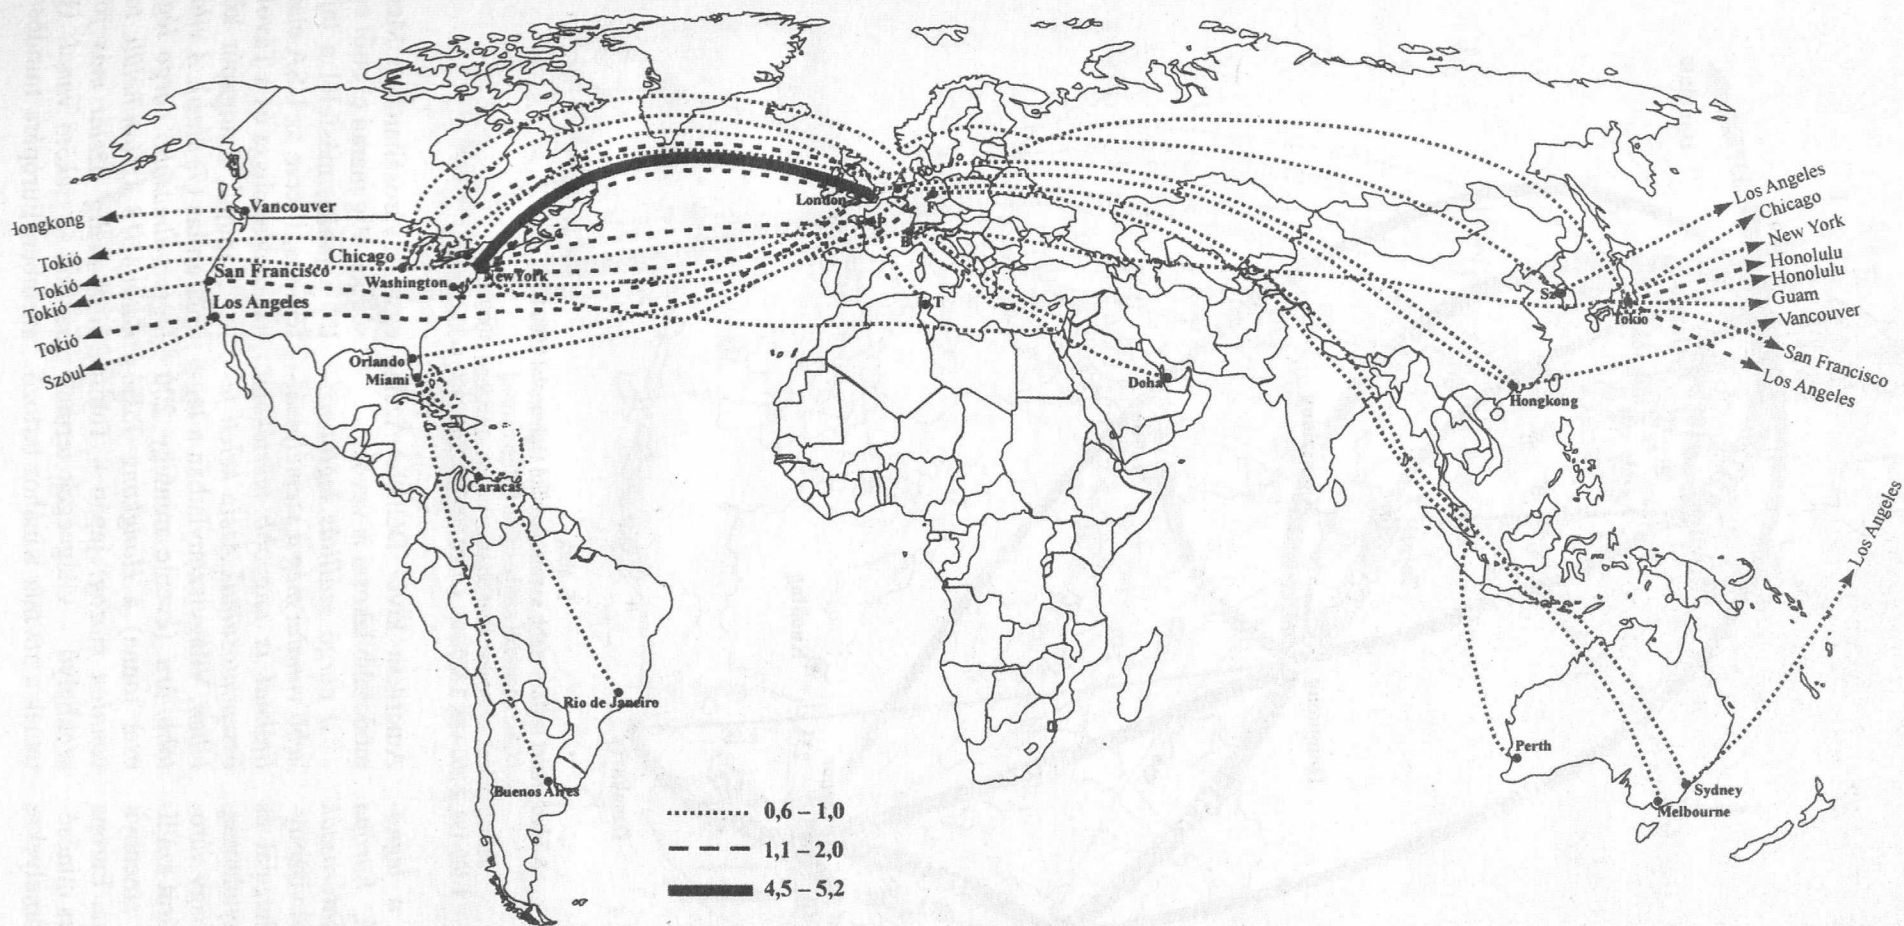 Hongkong
Tokió
Tokió
Tokió
Tokió
Szöul
Vancouver
Chicago
San Francisco
Washington
Los Angeles
New York
Orlando
Miami
Caracas
Rio de Janeiro
Buenos Aires
London
A
F
P
B
T
Doha
Sz
Tokió
Hongkong
Perth
Sydney
Melbourne
Los Angeles
Chicago
New York
Honolulu
Honolulu
Guam
Vancouver
San Francisco
Los Angeles
Los Angeles
0,6 – 1,0
1,1 – 2,0
4,5 – 5,2